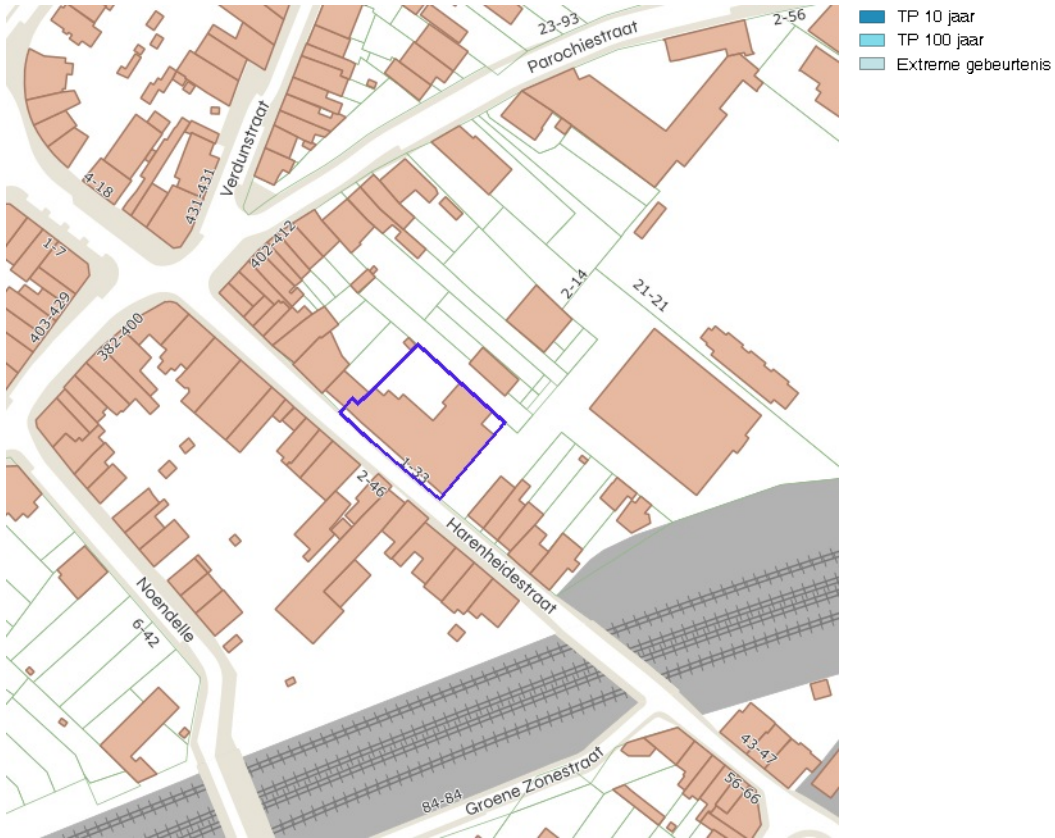 TP 10 jaar
TP 100 jaar
Extreme gebeurtenis
23-93
2-56
Parochiestraat
Verdunstraat
4-18
431-431
1-7
402-412
2-14
21-21
403-429
382-400
1-33
2-46
Harenheidestraat
Noendelle
6-42
43-47
Groene Zonestraat
56-66
84-84